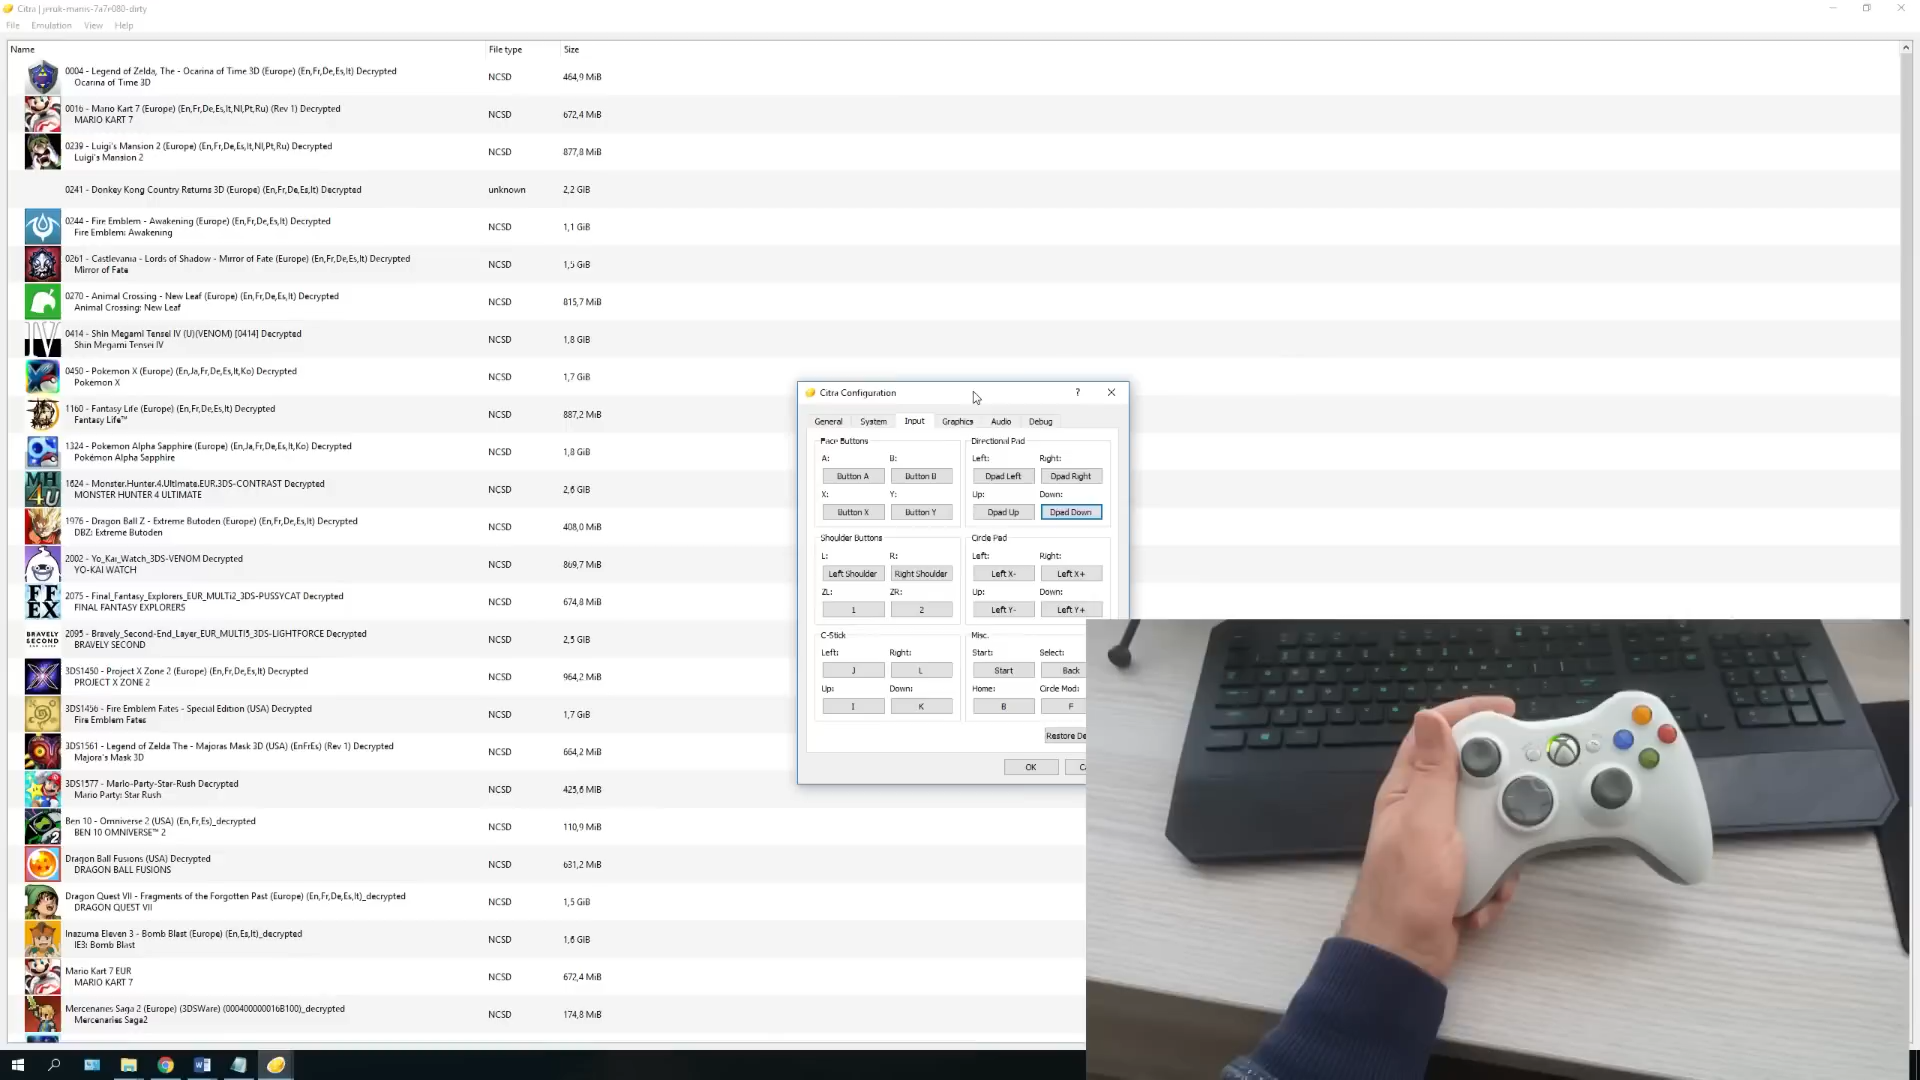 Citra |
File Emulation View Help
Name File type Size
0004 - Legend of Zelda, The - Ocarina of Time 3D (Europe) (En,Fr,De,Es,It) Decrypted
Ocarina of Time 3D
NCSD 464,9 MiB
0016 - Mario Kart 7 (Europe) (En,Fr,De,Es,It,Nl,Pt,Ru) (Rev 1) Decrypted
MARIO KART 7
NCSD 672,4 MiB
0239 - Luigi's Mansion 2 (Europe) (En,Fr,De,Es,It,Nl,Pt,Ru) Decrypted
Luigi's Mansion 2
NCSD 877,8 MiB
0241 - Donkey Kong Country Returns 3D (Europe) (En,Fr,De,Es,It) Decrypted
unknown 2,2 GiB
0244 - Fire Emblem - Awakening (Europe) (En,Fr,De,Es,It) Decrypted
Fire Emblem: Awakening
NCSD 1,1 GiB
0261 - Castlevania - Lords of Shadow - Mirror of Fate (Europe) (En,Fr,De,Es,It) Decrypted
Mirror of Fate
NCSD 1,5 GiB
0270 - Animal Crossing - New Leaf (Europe) (En,Fr,De,Es,It) Decrypted
Animal Crossing: New Leaf
NCSD 815,7 MiB
IV
0414 - Shin Megami Tensei IV (U)(VENOM) [0414] Decrypted
Shin Megami Tensei IV
NCSD 1,8 GiB
0450 - Pokemon X (Europe) (En,Ja,Fr,De,Es,It,Ko) Decrypted
Pokemon X
NCSD 1,7 GiB
1160 - Fantasy Life (Europe) (En,Fr,De,Es,It) Decrypted
Fantasy Life™
NCSD 887,2 MiB
1324 - Pokemon Alpha Sapphire (Europe) (En,Ja,Fr,De,Es,It,Ko) Decrypted
Pokémon Alpha Sapphire
NCSD 1,8 GiB
MH
4U
1624 - Monster.Hunter.4.Ultimate.EUR.3DS-CONTRAST Decrypted
MONSTER HUNTER 4 ULTIMATE
NCSD 2,6 GiB
1976 - Dragon Ball Z - Extreme Butoden (Europe) (En,Fr,De,Es,It) Decrypted
DBZ: Extreme Butoden
NCSD 408,0 MiB
2002 - Yo_Kai_Watch_3DS-VENOM Decrypted
YO-KAI WATCH
NCSD 869,7 MiB
FF
EX
2075 - Final_Fantasy_Explorers_EUR_MULTi2_3DS-PUSSYCAT Decrypted
FINAL FANTASY EXPLORERS
NCSD 674,8 MiB
BRAVELY
SECOND
2095 - Bravely_Second-End_Layer_EUR_MULTI5_3DS-LIGHTFORCE Decrypted
BRAVELY SECOND
NCSD 2,5 GiB
3DS1450 - Project X Zone 2 (Europe) (En,Fr,De,Es,It) Decrypted
PROJECT X ZONE 2
NCSD 964,2 MiB
3DS1456 - Fire Emblem Fates - Special Edition (USA) Decrypted
Fire Emblem Fates
NCSD 1,7 GiB
3DS1561 - Legend of Zelda The - Majoras Mask 3D (USA) (EnFrEs) (Rev 1) Decrypted
Majora's Mask 3D
NCSD 664,2 MiB
3DS1577 - Mario-Party-Star-Rush Decrypted
Mario Party: Star Rush
NCSD 425,6 MiB
2
Ben 10 - Omniverse 2 (USA) (En,Fr,Es)_decrypted
BEN 10 OMNIVERSE™ 2
NCSD 110,9 MiB
Dragon Ball Fusions (USA) Decrypted
DRAGON BALL FUSIONS
NCSD 631,2 MiB
Dragon Quest VII - Fragments of the Forgotten Past (Europe) (En,Fr,De,Es,It)_decrypted
DRAGON QUEST VII
NCSD 1,5 GiB
Inazuma Eleven 3 - Bomb Blast (Europe) (En,Es,It)_decrypted
IE3: Bomb Blast
NCSD 1,6 GiB
Mario Kart 7 EUR
MARIO KART 7
NCSD 672,4 MiB
Mercenaries Saga 2 (Europe) (3DSWare) (000400000016B100)_decrypted
Mercenaries Saga2
NCSD 174,8 MiB
Citra Configuration ?
General System Input Graphics Audio Debug
Face Buttons
A: B:
Button A Button B
X: Y:
Button X Button Y
Directional Pad
Left: Right:
Dpad Left Dpad Right
Up: Down:
Dpad Up Dpad Down
Shoulder Buttons
L: R:
Left Shoulder Right Shoulder
ZL: ZR:
1 2
Circle Pad
Left: Right:
Left X- Left X+
Up: Down:
Left Y- Left Y+
C-Stick
Left: Right:
J L
Up: Down:
I K
Misc.
Start: Select:
Start Back
Home: Circle Mod:
B F
Restore De
OK